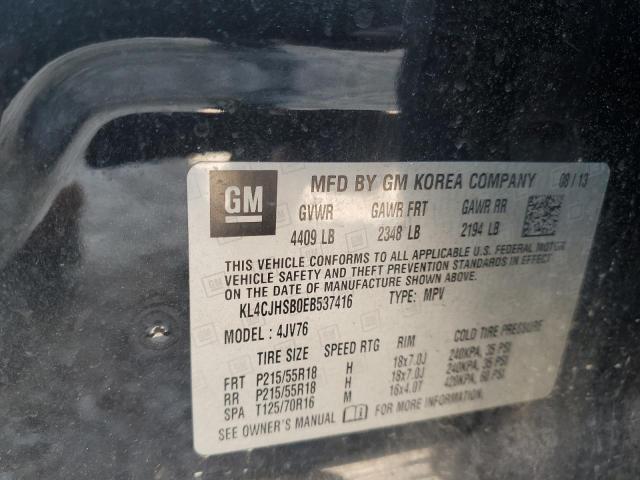 GM
MFD BY GM KOREA COMPANY 08 / 13
GVWR GAWR FRT GAWR RR
4409 LB 2348 LB 2194 LB
THIS VEHICLE CONFORMS TO ALL APPLICABLE U.S. FEDERAL MOTOR
VEHICLE SAFETY AND THEFT PREVENTION STANDARDS IN EFFECT
ON THE DATE OF MANUFACTURE SHOWN ABOVE.
KL4CJHSB0EB537416 TYPE: MPV
MODEL : 4JV76
TIRE SIZE SPEED RTG RIM COLD TIRE PRESSURE
FRT P215/55R18 H 18x7.0J 240KPA, 35 PSI
RR P215/55R18 H 18x7.0J 240KPA, 35 PSI
SPA T125/70R16 M 16x4.0T 420KPA, 60 PSI
SEE OWNER'S MANUAL FOR MORE INFORMATION